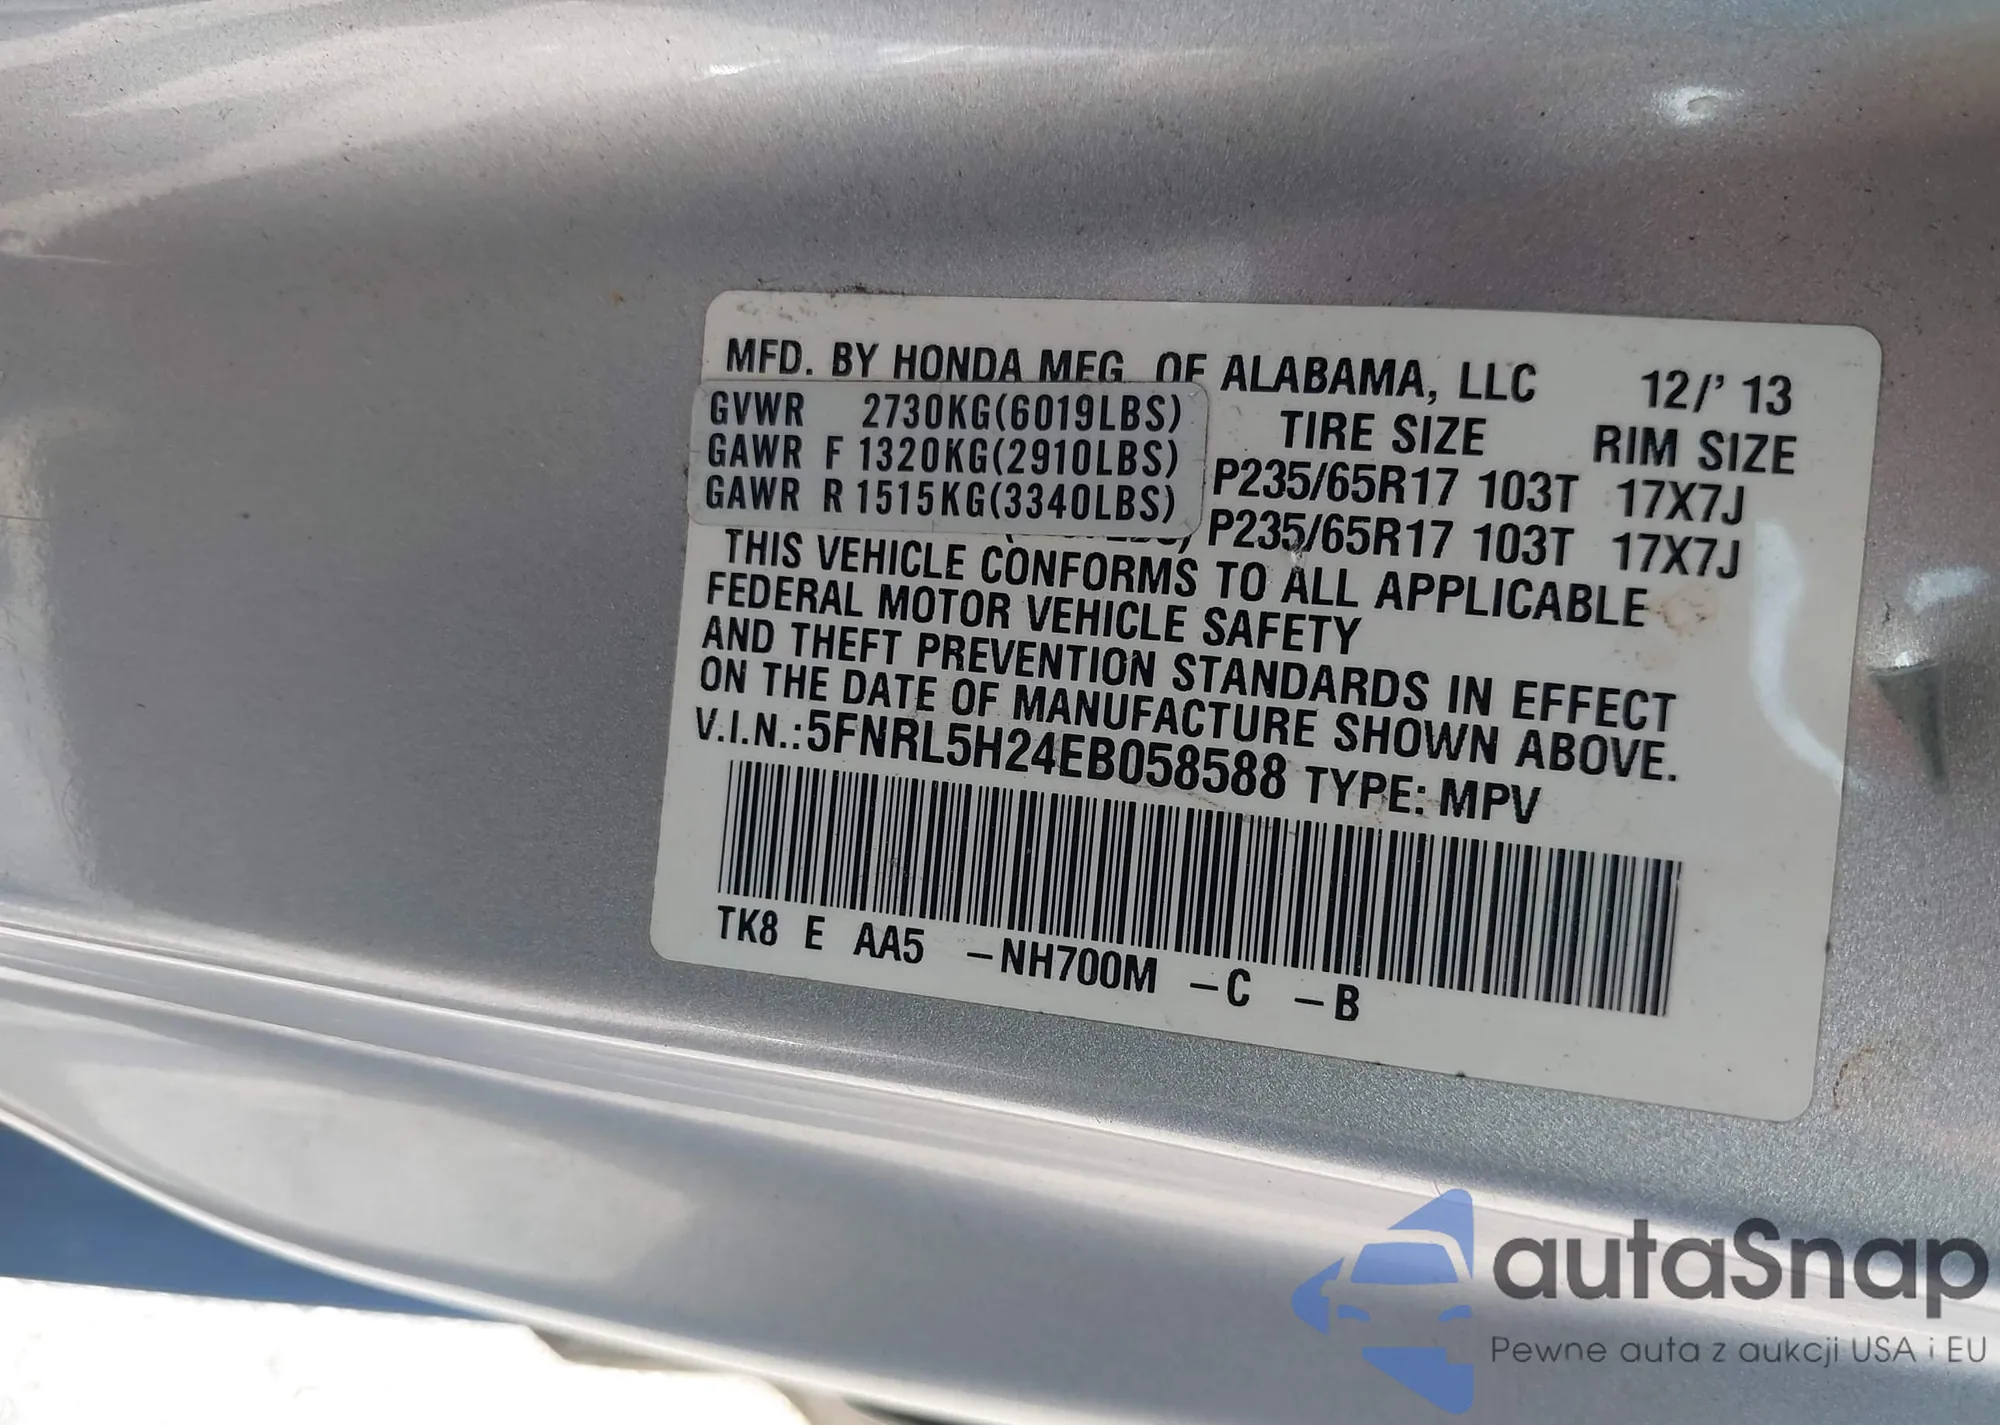 MFD. BY HONDA MFG. OF ALABAMA, LLC 12/' 13
GVWR 2730KG(6019LBS) TIRE SIZE RIM SIZE
GAWR F 1320KG(2910LBS) P235/65R17 103T 17X7J
GAWR R 1515KG(3340LBS) P235/65R17 103T 17X7J
THIS VEHICLE CONFORMS TO ALL APPLICABLE
FEDERAL MOTOR VEHICLE SAFETY
AND THEFT PREVENTION STANDARDS IN EFFECT
ON THE DATE OF MANUFACTURE SHOWN ABOVE.
V.I.N.:5FNRL5H24EB058588 TYPE: MPV
TK8 E AA5 -NH700M -C -B
autaSnap
Pewne auta z aukcji USA i EU